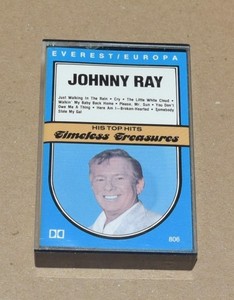 EVEREST/EUROPA
JOHNNY RAY
Just Walking In The Rain • Cry • The Little White Cloud •
Walkin' My Baby Back Home • Please, Mr. Sun • You Don't
Owe Me A Thing • Here Am I—Broken-Hearted • Somebody
Stole My Gal
HIS TOP HITS
Timeless Treasures
806